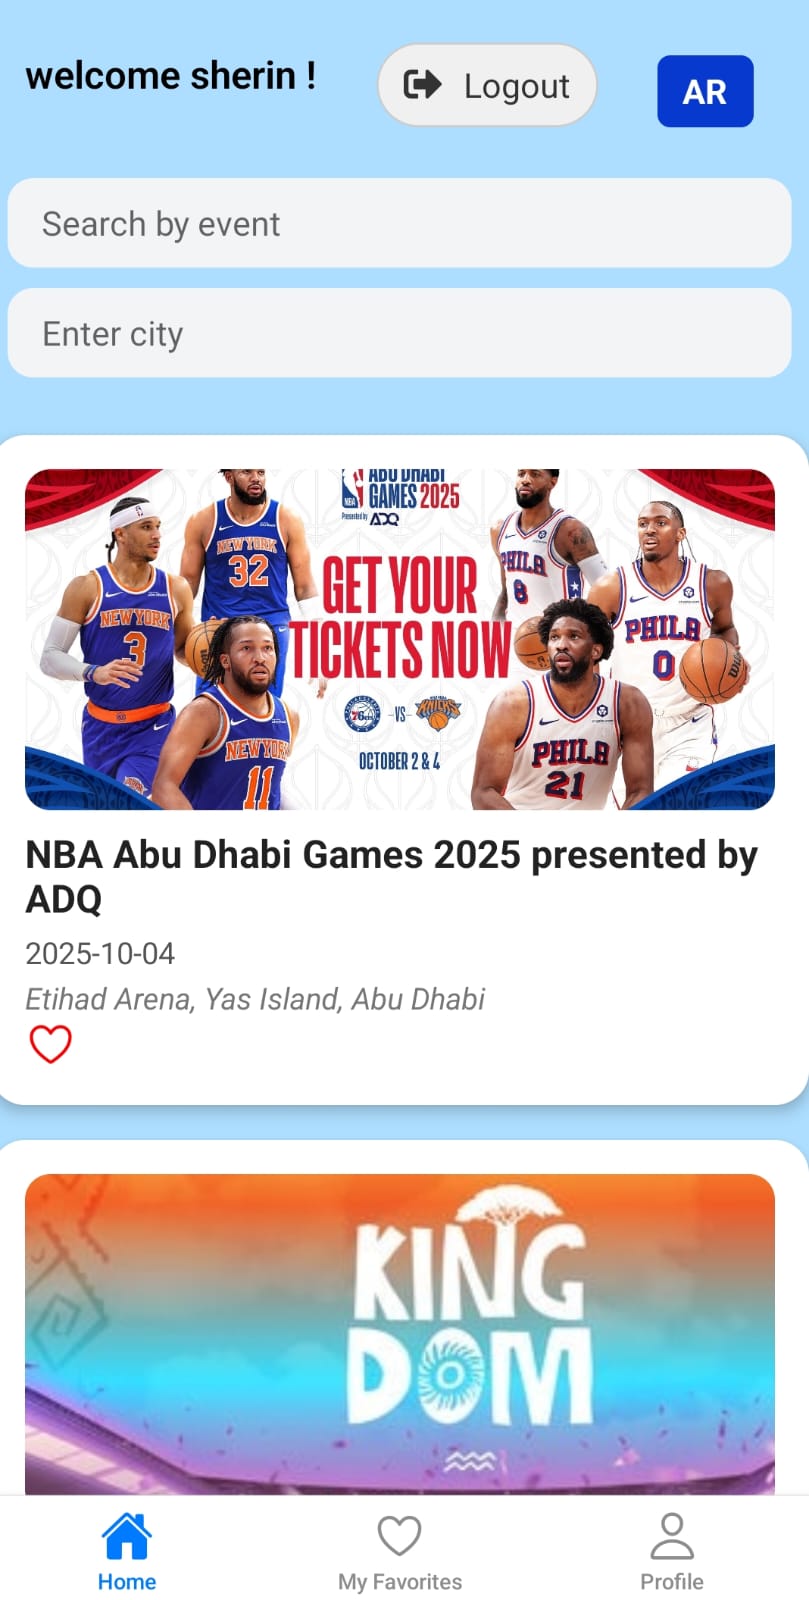 welcome sherin !
Logout
AR
Search by event
Enter city
ABU DHABI
GAMES 2025
NBA
Presented by ADQ
GET YOUR
TICKETS NOW
76ers -VS- KNICKS
OCTOBER 2 & 4
NEW YORK
3
NEW YORK
32
NEW YORK
11
PHILA
8
PHILA
0
PHILA
21
NBA Abu Dhabi Games 2025 presented by
ADQ
2025-10-04
Etihad Arena, Yas Island, Abu Dhabi
KING
DOM
Home
My Favorites
Profile